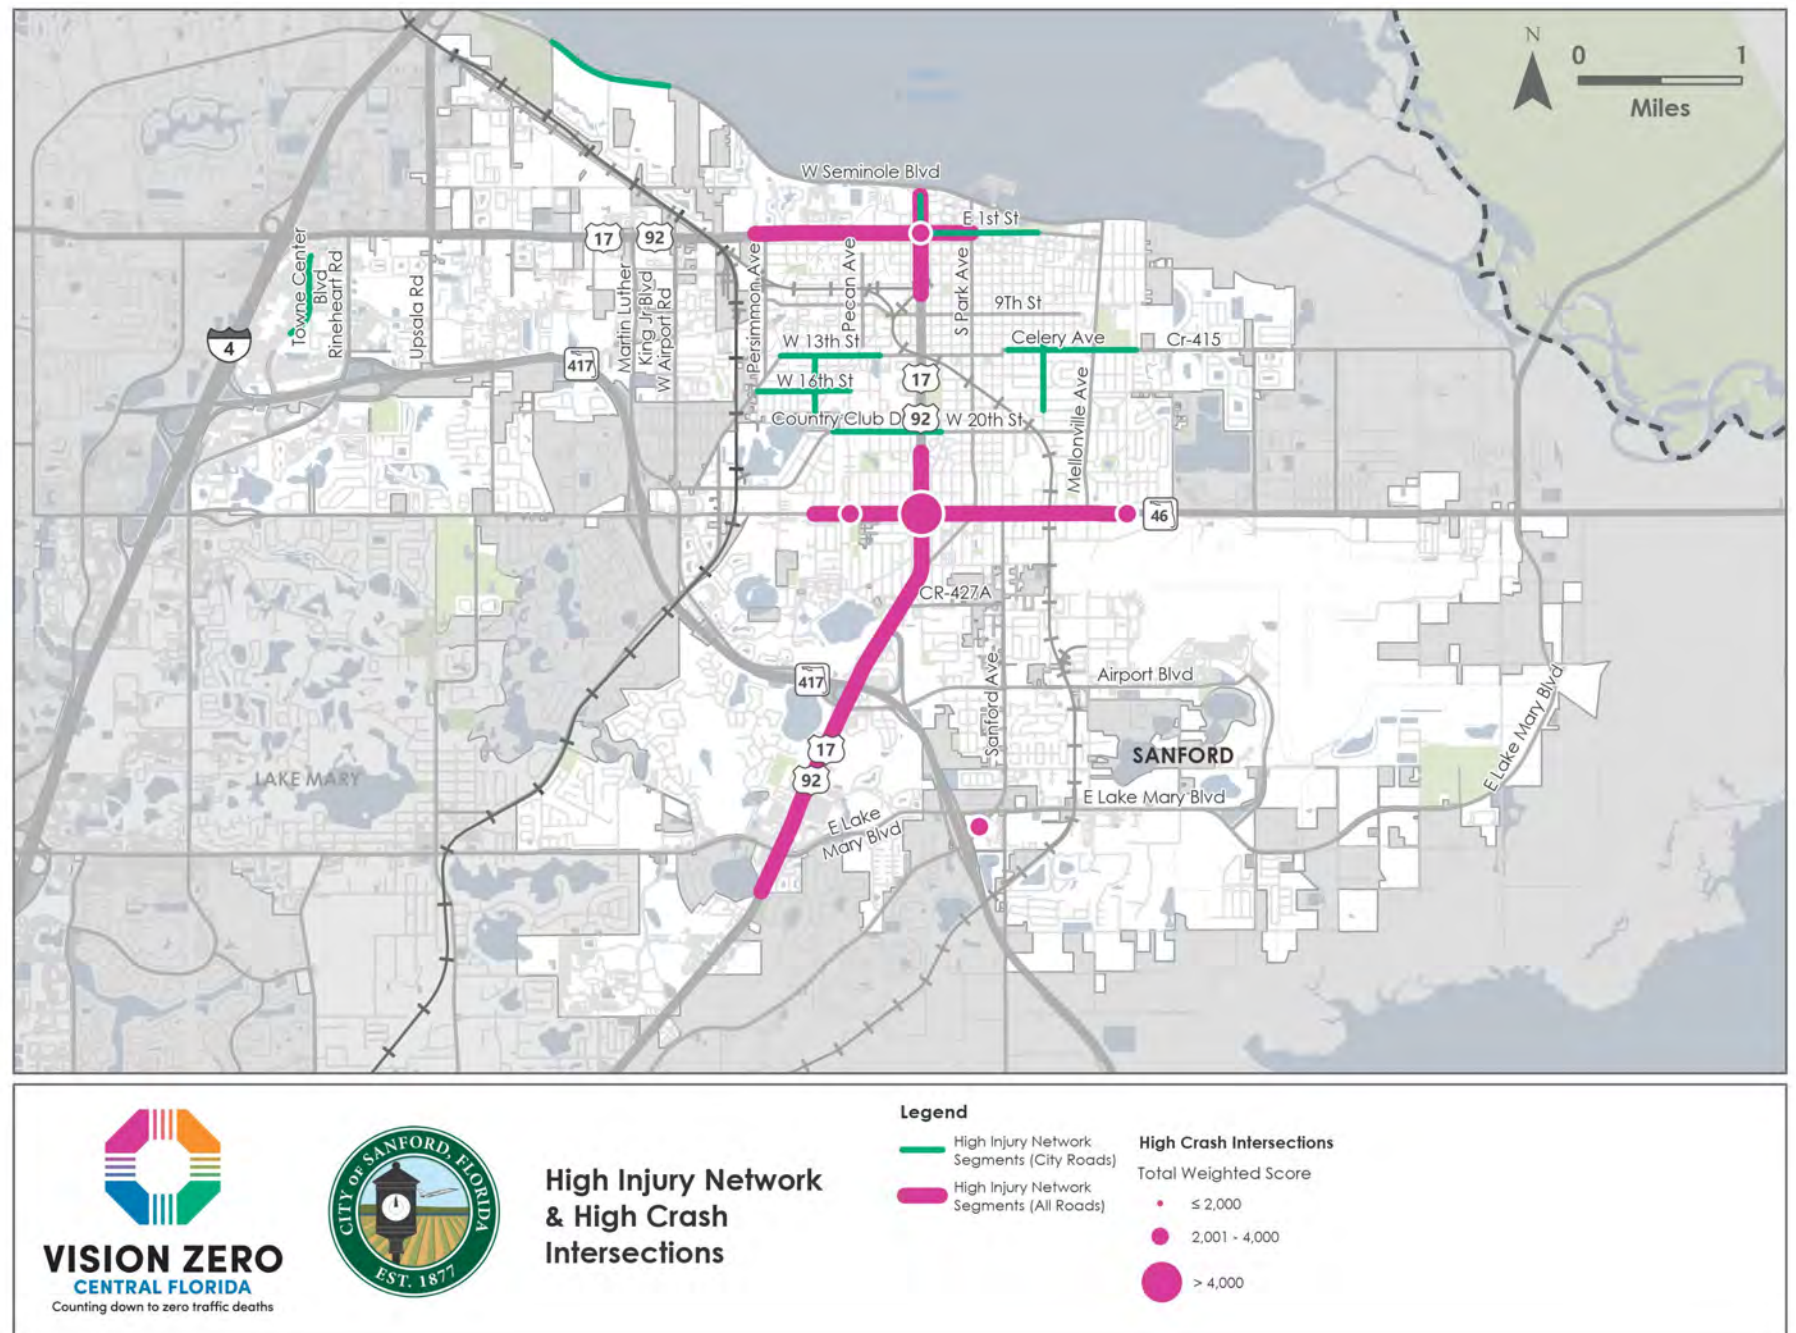 N
0 1
Miles
W Seminole Blvd
E 1st St
17
92
Towne Center
Blvd
Rineheart Rd
Upsala Rd
Martin Luther
King Jr Blvd
W Airport Rd
Persimmon Ave
Pecan Ave
S Park Ave
9Th St
4
417
W 13th St
Celery Ave
Cr-415
W 16th St
17
Country Club D
92
W 20th St
Mellonville Ave
46
CR-427A
417
Sanford Ave
Airport Blvd
17
92
SANFORD
LAKE MARY
E Lake Mary Blvd
E Lake Mary Blvd
E Lake
Mary Blvd
VISION ZERO
CENTRAL FLORIDA
Counting down to zero traffic deaths
CITY OF SANFORD, FLORIDA
EST. 1877
High Injury Network
& High Crash
Intersections
Legend
High Injury Network
Segments (City Roads)
High Injury Network
Segments (All Roads)
High Crash Intersections
Total Weighted Score
≤ 2,000
2,001 - 4,000
> 4,000